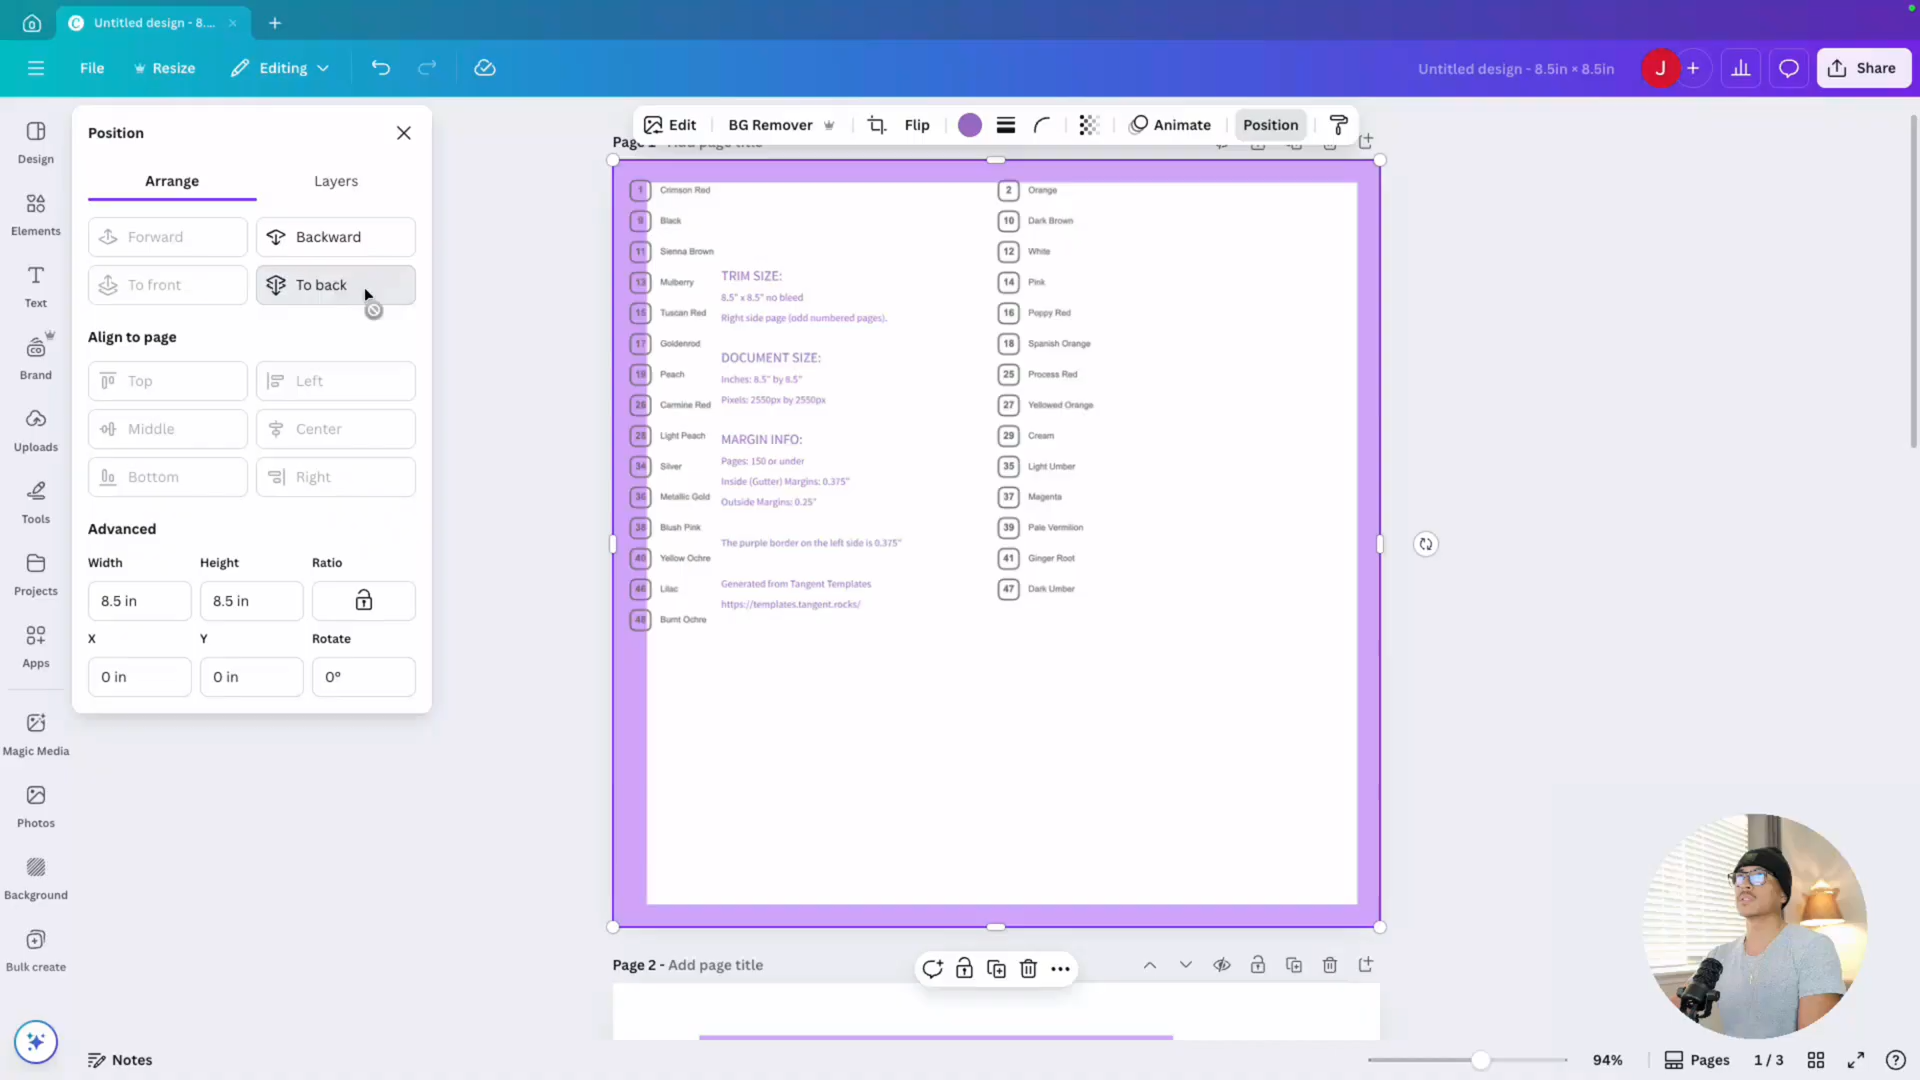 Untitled design - 8....
File
Resize
Editing
Untitled design - 8.5in × 8.5in
J
Share
Design
Elements
Text
Brand
Uploads
Tools
Projects
Apps
Magic Media
Photos
Background
Bulk create
Position
Arrange
Layers
Forward
Backward
To front
To back
Align to page
Top
Left
Middle
Center
Bottom
Right
Advanced
Width
Height
Ratio
8.5 in
8.5 in
X
Y
Rotate
0 in
0 in
0°
Edit
BG Remover
Flip
Animate
Position
Page 1 - Add page title
1 Crimson Red
2 Orange
9 Black
10 Dark Brown
11 Sienna Brown
12 White
13 Mulberry
14 Pink
15 Tuscan Red
16 Poppy Red
17 Goldenrod
18 Spanish Orange
19 Peach
25 Process Red
26 Carmine Red
27 Yellowed Orange
28 Light Peach
29 Cream
34 Silver
35 Light Umber
36 Metallic Gold
37 Magenta
38 Blush Pink
39 Pale Vermilion
40 Yellow Ochre
41 Ginger Root
46 Lilac
47 Dark Umber
48 Burnt Ochre
TRIM SIZE:
8.5" x 8.5" no bleed
Right side page (odd numbered pages).
DOCUMENT SIZE:
Inches: 8.5" by 8.5"
Pixels: 2550px by 2550px
MARGIN INFO:
Pages: 150 or under
Inside (Gutter) Margins: 0.375"
Outside Margins: 0.25"
The purple border on the left side is 0.375"
Generated from Tangent Templates
https://templates.tangent.rocks/
Page 2 - Add page title
Notes
94%
Pages
1 / 3